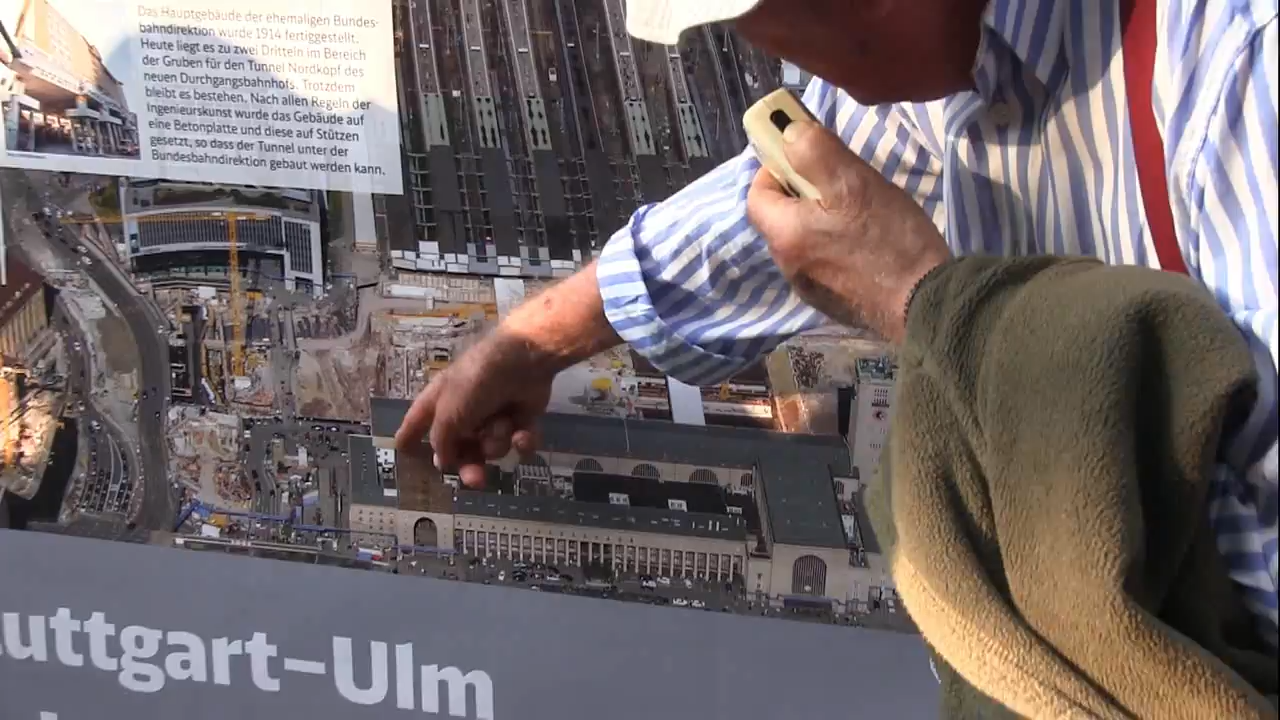 Das Hauptgebäude der ehemaligen Bundes-
bahndirektion wurde 1914 fertiggestellt.
Heute liegt es zu zwei Dritteln im Bereich
der Gruben für den Tunnel Nordkopf des
neuen Durchgangsbahnhofs. Trotzdem
bleibt es bestehen. Nach allen Regeln der
Ingenieurskunst wurde das Gebäude auf
eine Betonplatte und diese auf Stützen
gesetzt, so dass der Tunnel unter der
Bundesbahndirektion gebaut werden kann.
uttgart–Ulm